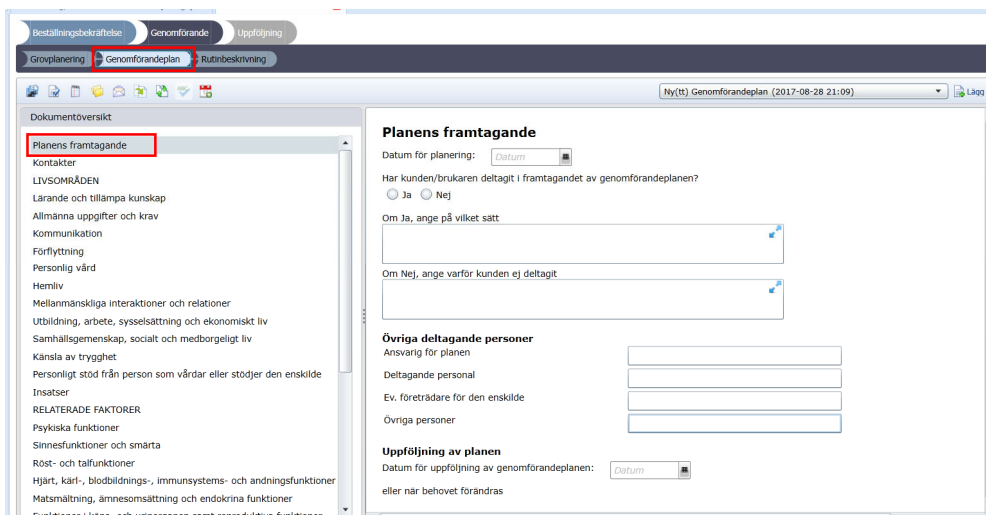 Beställningsbekräftelse Genomförande Uppföljning
Grovplanering Genomförandeplan Rutinbeskrivning
Ny(tt) Genomförandeplan (2017-08-28 21:09) Lägg
Dokumentöversikt
Planens framtagande
Kontakter
LIVSOMRÅDEN
Lärande och tillämpa kunskap
Allmänna uppgifter och krav
Kommunikation
Förflyttning
Personlig vård
Hemliv
Mellanmänskliga interaktioner och relationer
Utbildning, arbete, sysselsättning och ekonomiskt liv
Samhällsgemenskap, socialt och medborgeligt liv
Känsla av trygghet
Personligt stöd från person som vårdar eller stödjer den enskilde
Insatser
RELATERADE FAKTORER
Psykiska funktioner
Sinnesfunktioner och smärta
Röst- och talfunktioner
Hjärt, kärl-, blodbildnings-, immunsystems- och andningsfunktioner
Matsmältning, ämnesomsättning och endokrina funktioner
Planens framtagande
Datum för planering: Datum
Har kunden/brukaren deltagit i framtagandet av genomförandeplanen?
Ja Nej
Om Ja, ange på vilket sätt
Om Nej, ange varför kunden ej deltagit
Övriga deltagande personer
Ansvarig för planen
Deltagande personal
Ev. företrädare för den enskilde
Övriga personer
Uppföljning av planen
Datum för uppföljning av genomförandeplanen: Datum
eller när behovet förändras